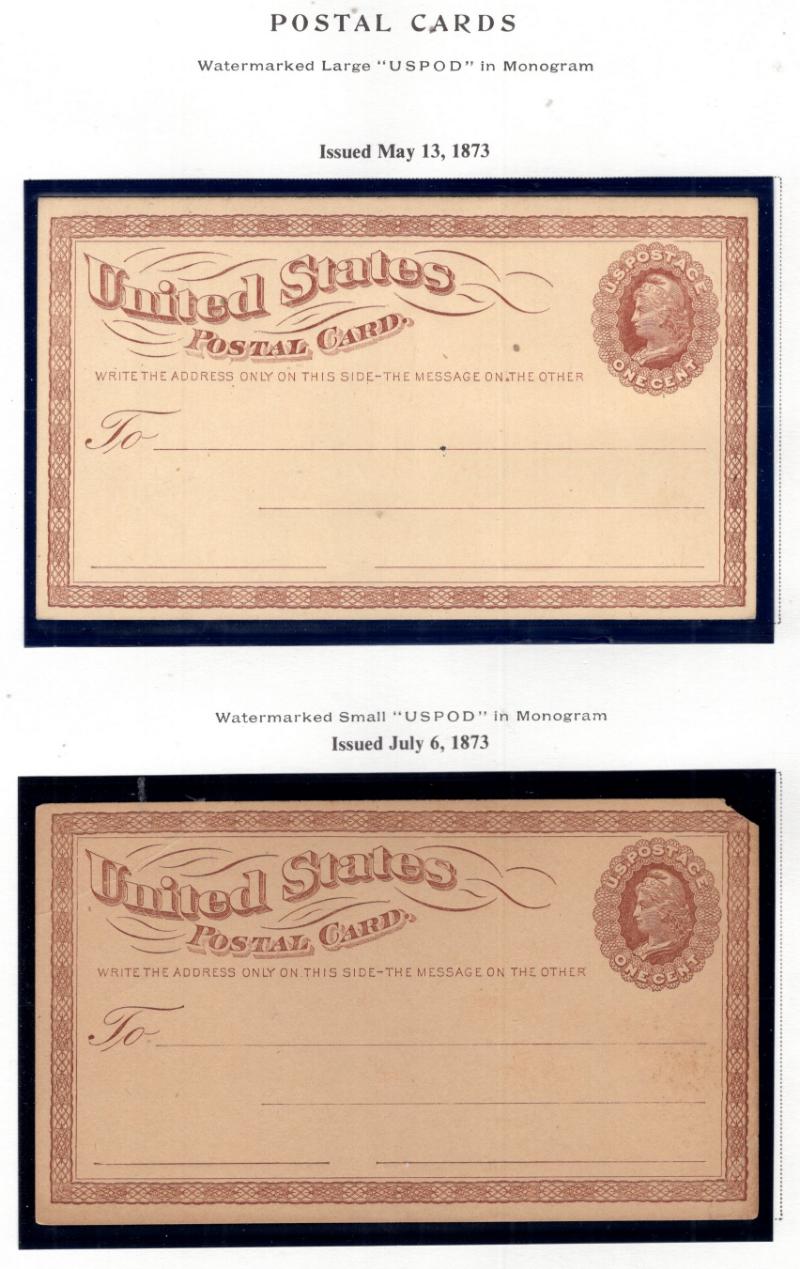 POSTAL CARDS
Watermarked Large "USPOD" in Monogram
Issued May 13, 1873
United States
POSTAL CARD.
U.S. POSTAGE
ONE CENT
WRITE THE ADDRESS ONLY ON THIS SIDE-THE MESSAGE ON THE OTHER
To
Watermarked Small "USPOD" in Monogram
Issued July 6, 1873
United States
POSTAL CARD.
U.S. POSTAGE
ONE CENT
WRITE THE ADDRESS ONLY ON THIS SIDE-THE MESSAGE ON THE OTHER
To